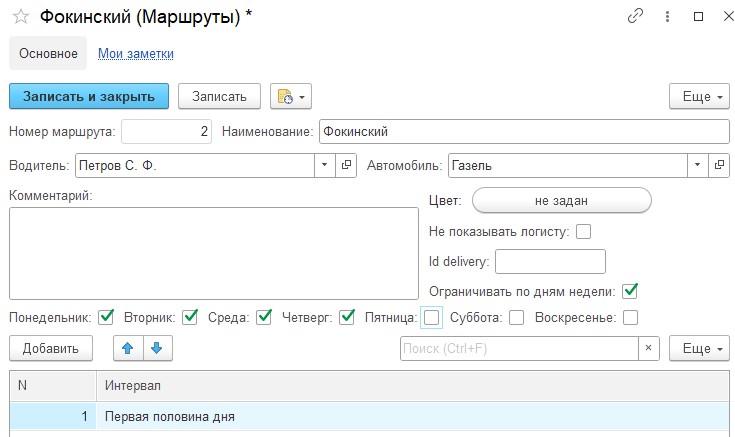 Фокинский (Маршруты) *
Основное Мои заметки
Записать и закрыть Записать Еще
Номер маршрута: 2 Наименование: Фокинский
Водитель: Петров С. Ф. Автомобиль: Газель
Комментарий: Цвет: не задан
Не показывать логисту:
Id delivery:
Ограничивать по дням недели:
Понедельник: Вторник: Среда: Четверг: Пятница: Суббота: Воскресенье:
Добавить Поиск (Ctrl+F) × Еще
N Интервал
1 Первая половина дня